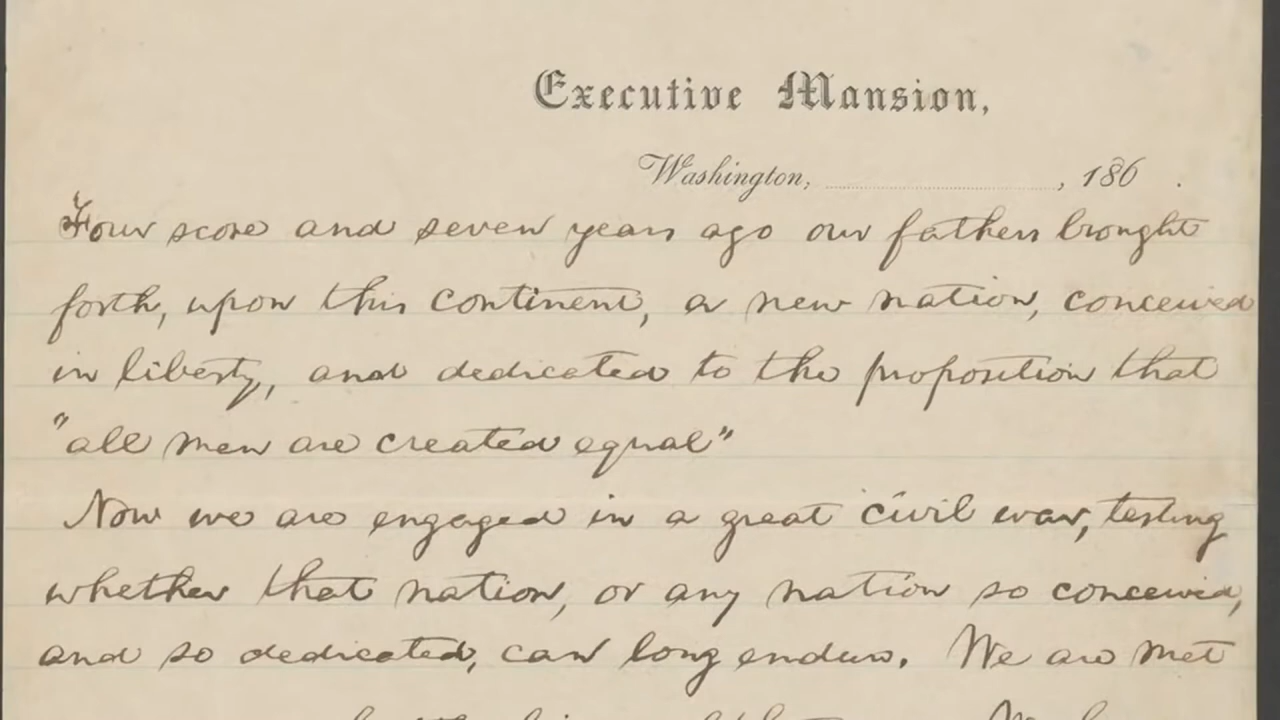 Executive Mansion,
Washington, , 186 .
Four score and seven years ago our fathers brought
forth, upon this continent, a new nation, conceived
in liberty, and dedicated to the proposition that
"all men are created equal"
Now we are engaged in a great civil war, testing
whether that nation, or any nation so conceived,
and so dedicated, can long endure. We are met